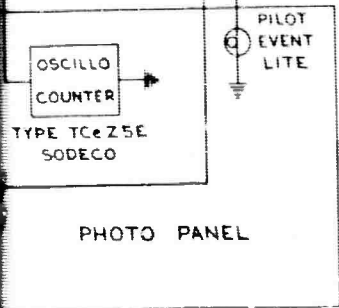 PILOT
EVENT
LITE
OSCILLO
COUNTER
TYPE TCeZ5E
SODECO
PHOTO PANEL